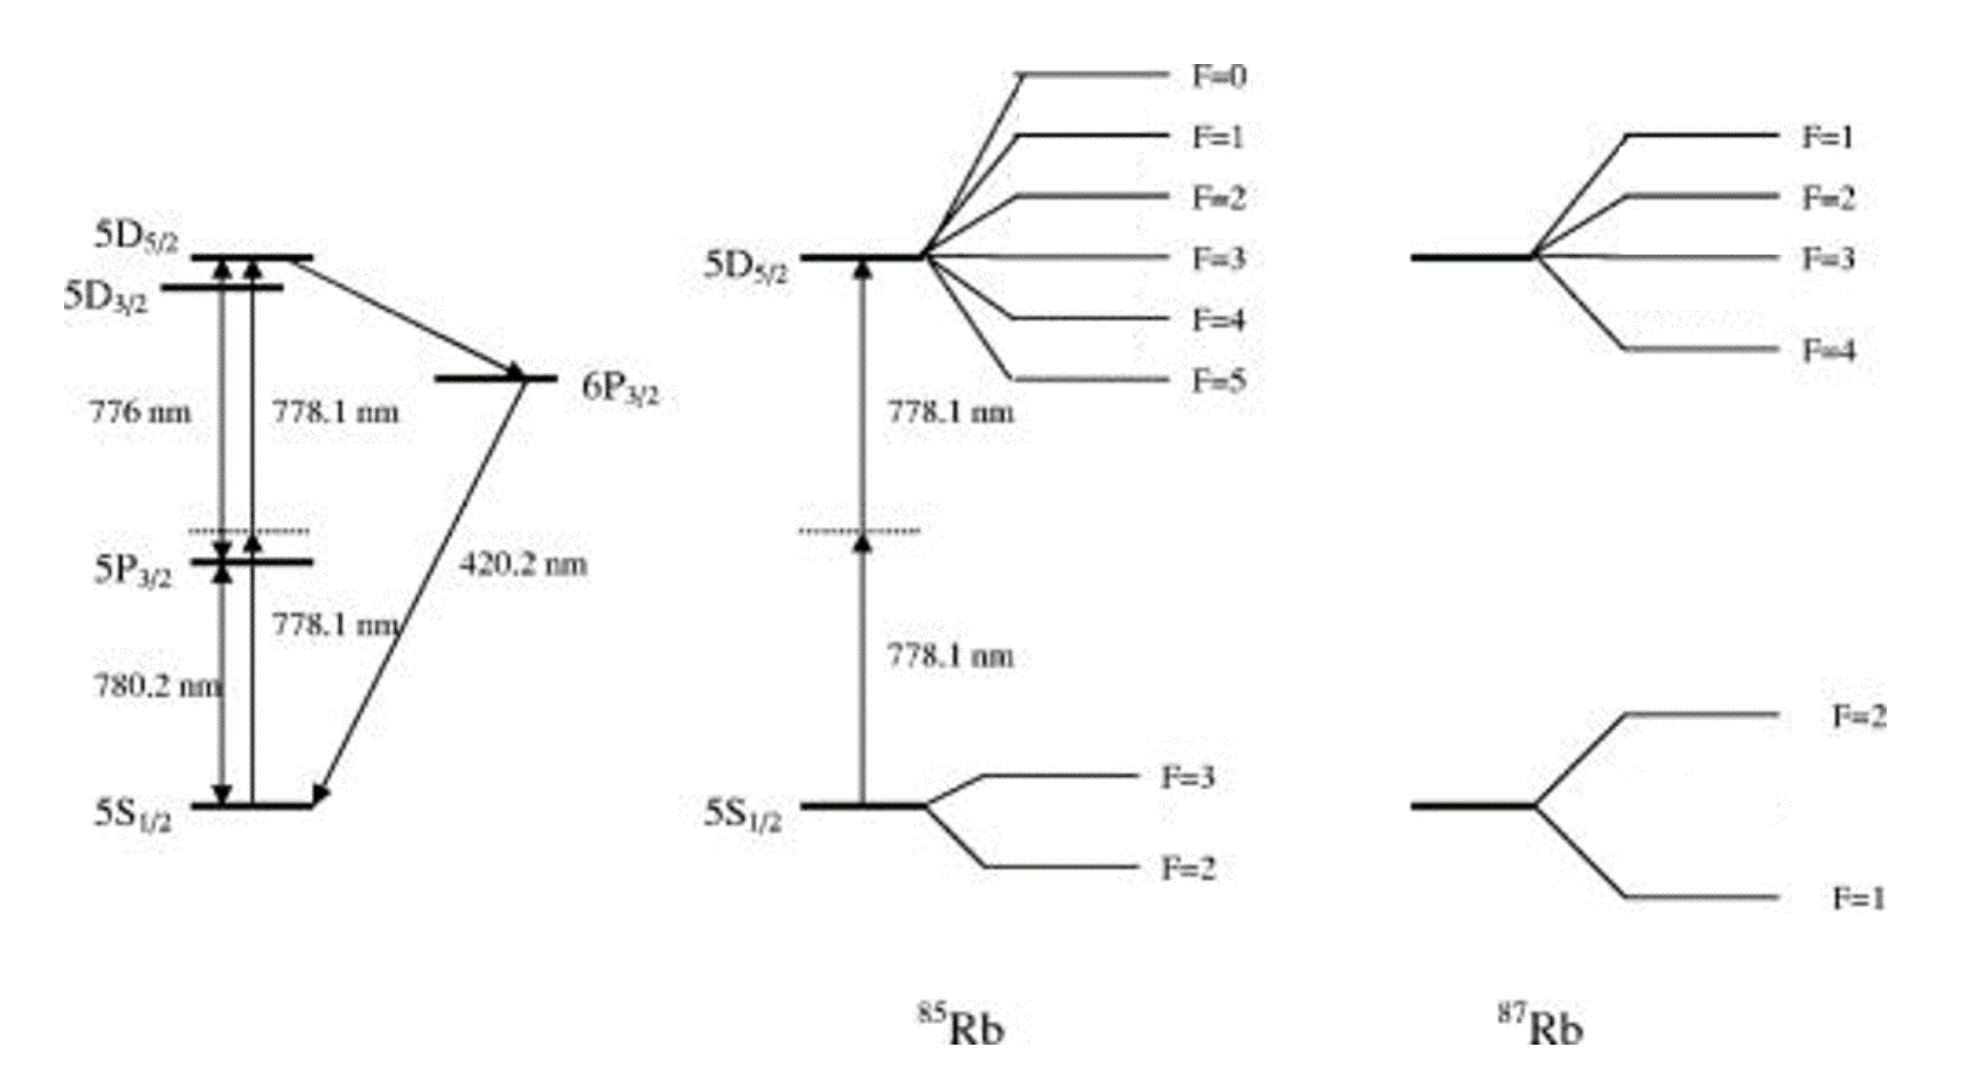 5D5/2
5D3/2
776 nm
778.1 nm
6P3/2
5P3/2
420.2 nm
778.1 nm
780.2 nm
5S1/2
F=0
F=1
F=2
5D5/2
F=3
F=4
F=5
778.1 nm
778.1 nm
5S1/2
F=3
F=2
85Rb
F=1
F=2
F=3
F=4
F=2
F=1
87Rb